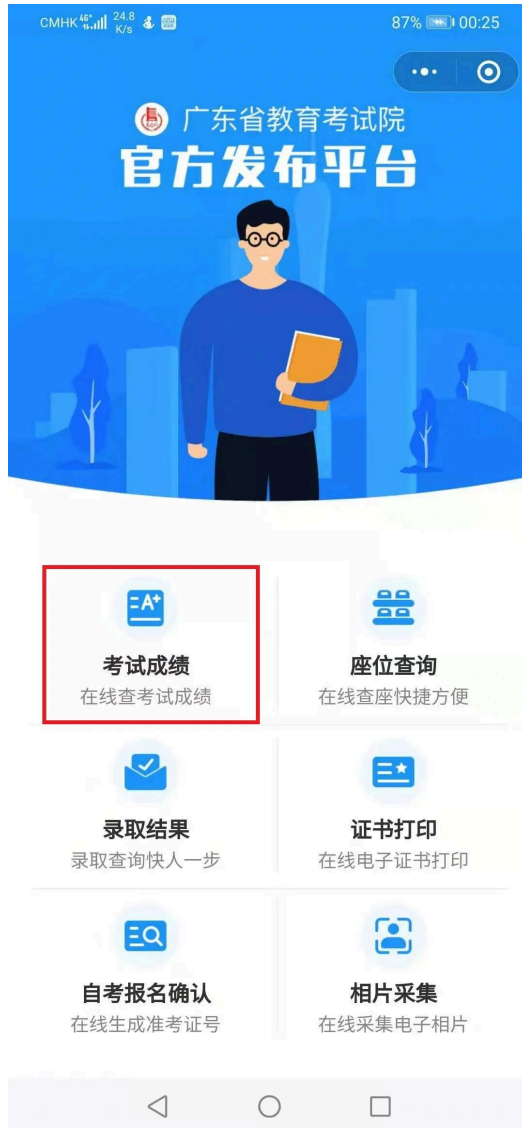 CMHK 4G+ 24.8 K/s 87% 00:25
广东省教育考试院
官方发布平台
A+
考试成绩
在线查考试成绩
座位查询
在线查座快捷方便
录取结果
录取查询快人一步
证书打印
在线电子证书打印
自考报名确认
在线生成准考证号
相片采集
在线采集电子相片